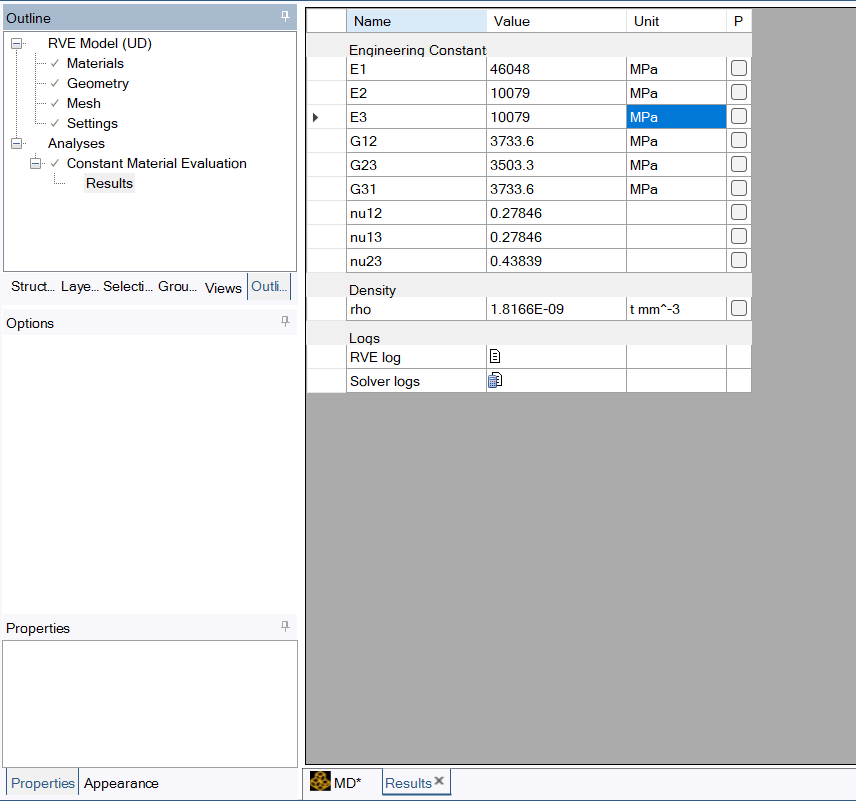 Outline
RVE Model (UD)
Materials
Geometry
Mesh
Settings
Analyses
Constant Material Evaluation
Results
Struct... Laye... Selecti... Grou... Views Outli...
Options
Properties
Properties Appearance
Name Value Unit P
Engineering Constant
E1 46048 MPa
E2 10079 MPa
E3 10079 MPa
G12 3733.6 MPa
G23 3503.3 MPa
G31 3733.6 MPa
nu12 0.27846
nu13 0.27846
nu23 0.43839
Density
rho 1.8166E-09 t mm^-3
Logs
RVE log
Solver logs
MD* Results